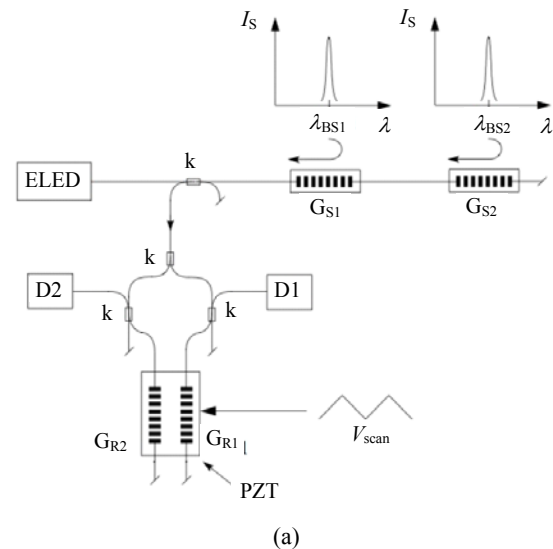 I_S I_S
λ_BS1 λ λ_BS2 λ
k
ELED
G_S1 G_S2
k
D2 k k D1
G_R2 G_R1 V_scan
PZT
(a)